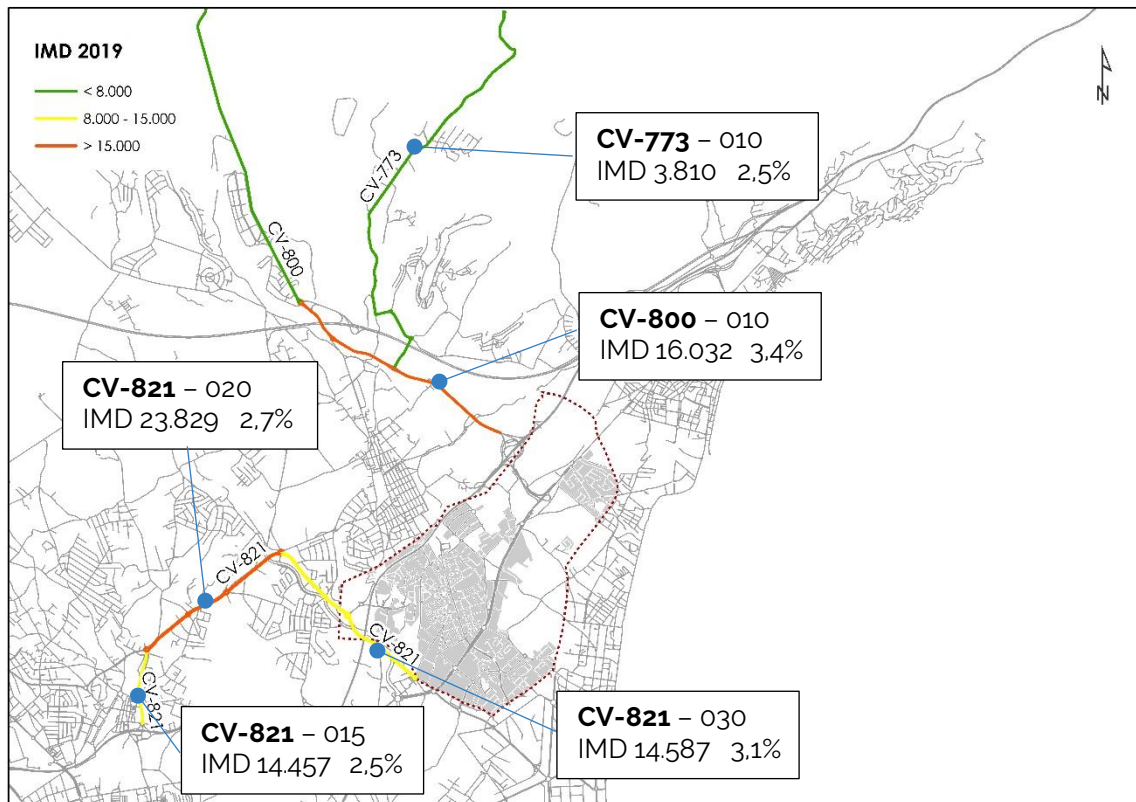 IMD 2019
< 8.000
8.000 - 15.000
> 15.000
N
CV-773 – 010
IMD 3.810 2,5%
CV-773
CV-800
CV-800 – 010
IMD 16.032 3,4%
CV-821 – 020
IMD 23.829 2,7%
CV-821
CV-821
CV-821
CV-821 – 015
IMD 14.457 2,5%
CV-821 – 030
IMD 14.587 3,1%